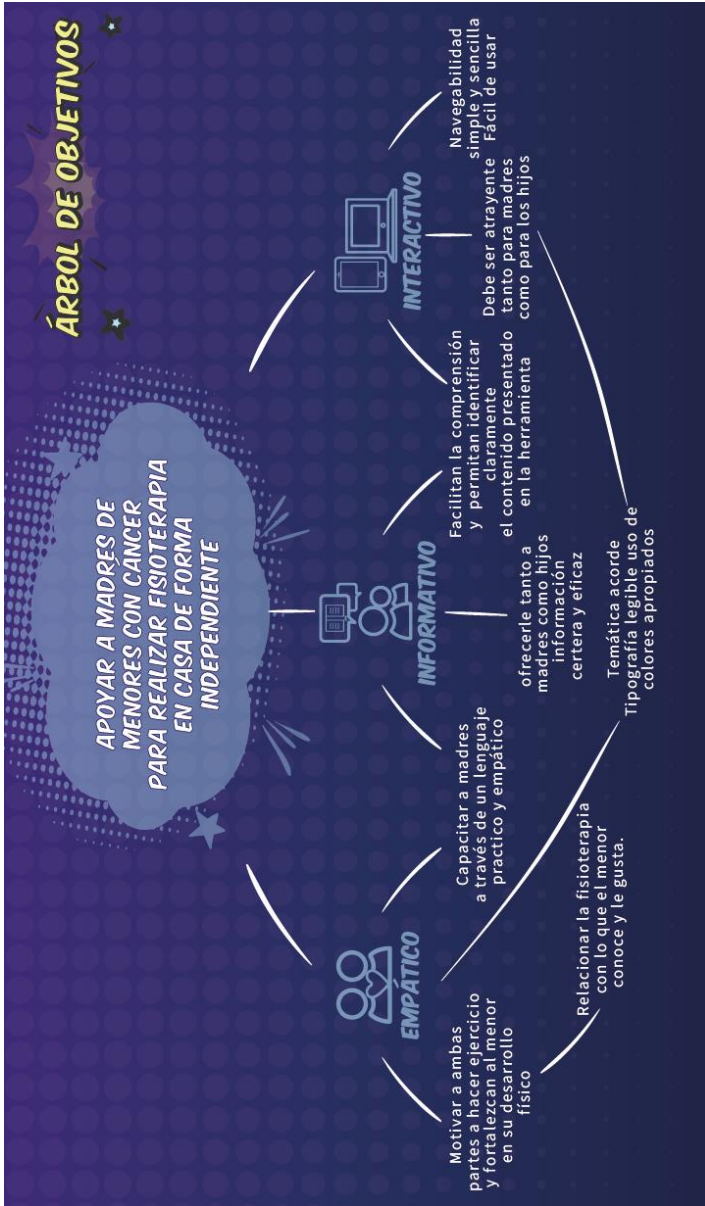 ÁRBOL DE OBJETIVOS
APOYAR A MADRES DE
MENORES CON CANCER
PARA REALIZAR FISIOTERAPIA
EN CASA DE FORMA
INDEPENDIENTE
EMPÁTICO
INFORMATIVO
INTERACTIVO
Motivar a ambas
partes a hacer ejercicio
y fortalezcan al menor
en su desarrollo
físico
Capacitar a madres
a través de un lenguaje
practico y empático
ofrecerle tanto a
madres como hijos
información
certera y eficaz
Facilitan la comprensión
y permitan identificar
claramente
el contenido presentado
en la herramienta
Debe ser atrayente
tanto para madres
como para los hijos
Navegabilidad
simple y sencilla
Fácil de usar
Relacionar la fisioterapia
con lo que el menor
conoce y le gusta.
Temática acorde
Tipografía legible uso de
colores apropiados